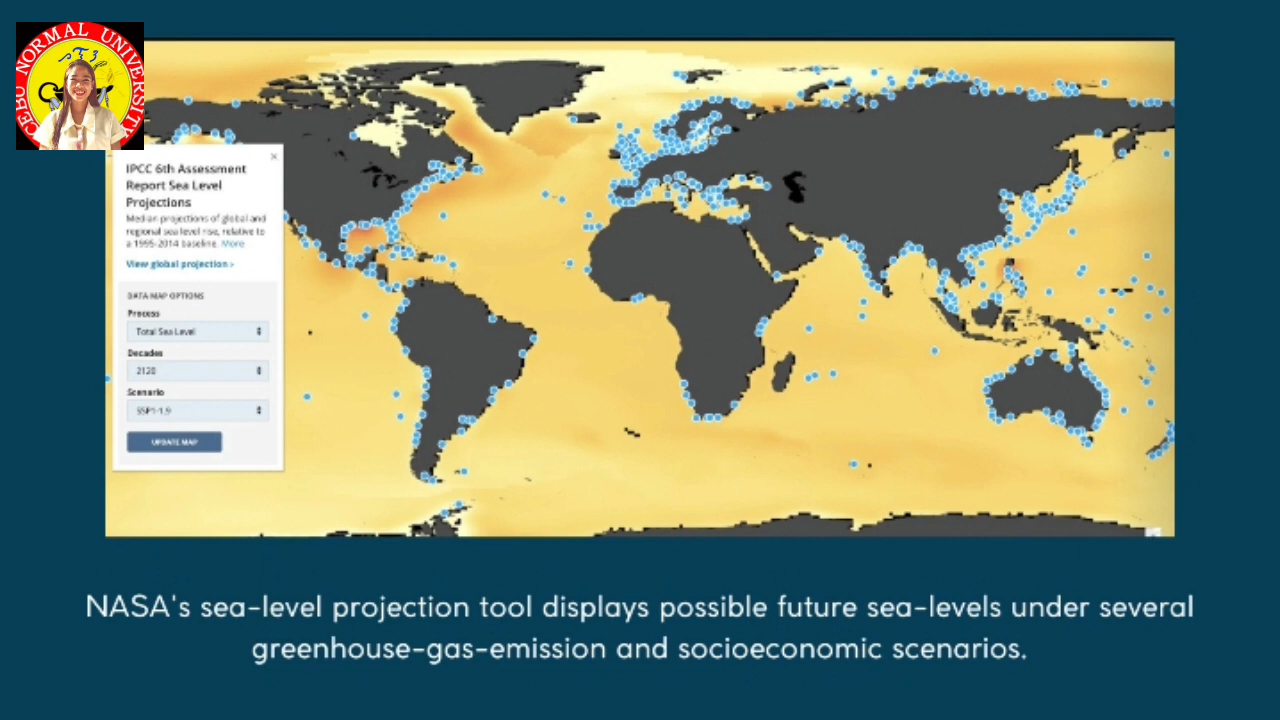 CEBU NORMAL UNIVERSITY
IPCC 6th Assessment
Report Sea Level
Projections
Median projections of global and
regional sea level rise, relative to
a 1995-2014 baseline. More
View global projection ›
DATA MAP OPTIONS
Process
Total Sea Level
Decades
2120
Scenario
SSP1-1.9
UPDATE MAP
NASA's sea-level projection tool displays possible future sea-levels under several
greenhouse-gas-emission and socioeconomic scenarios.